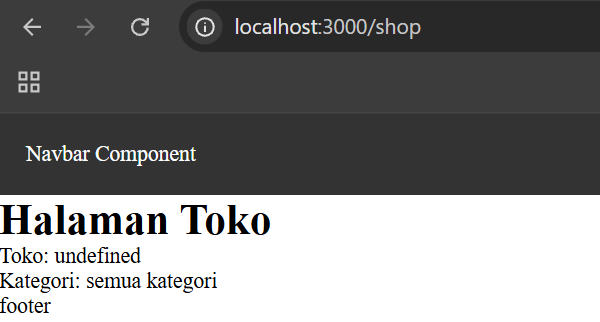 localhost:3000/shop
Navbar Component
Halaman Toko
Toko: undefined
Kategori: semua kategori
footer